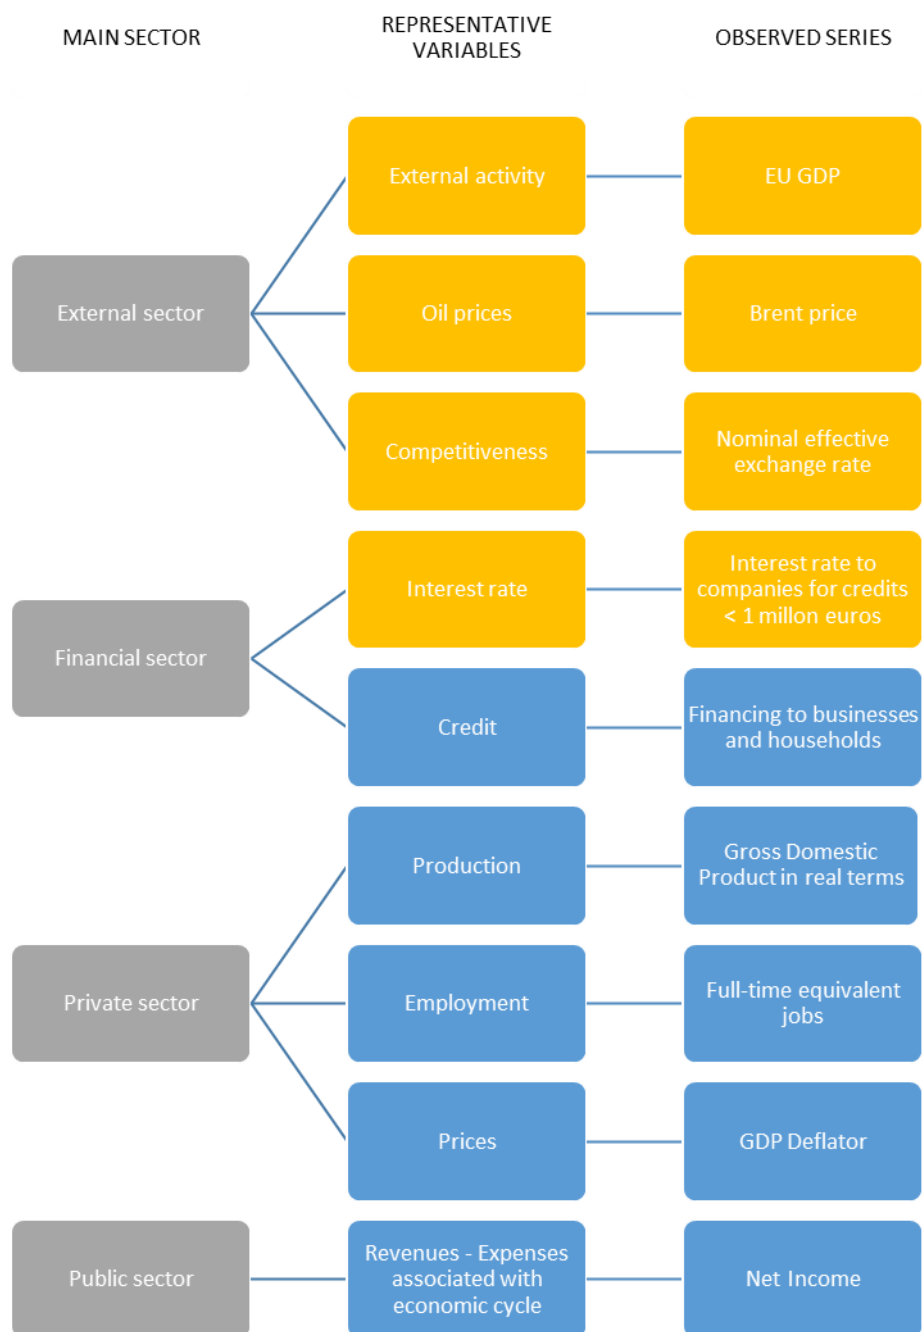 MAIN SECTOR
REPRESENTATIVE
VARIABLES
OBSERVED SERIES
External activity
EU GDP
External sector
Oil prices
Brent price
Competitiveness
Nominal effective
exchange rate
Financial sector
Interest rate
Interest rate to
companies for credits
< 1 millon euros
Credit
Financing to businesses
and households
Production
Gross Domestic
Product in real terms
Private sector
Employment
Full-time equivalent
jobs
Prices
GDP Deflator
Public sector
Revenues - Expenses
associated with
economic cycle
Net Income